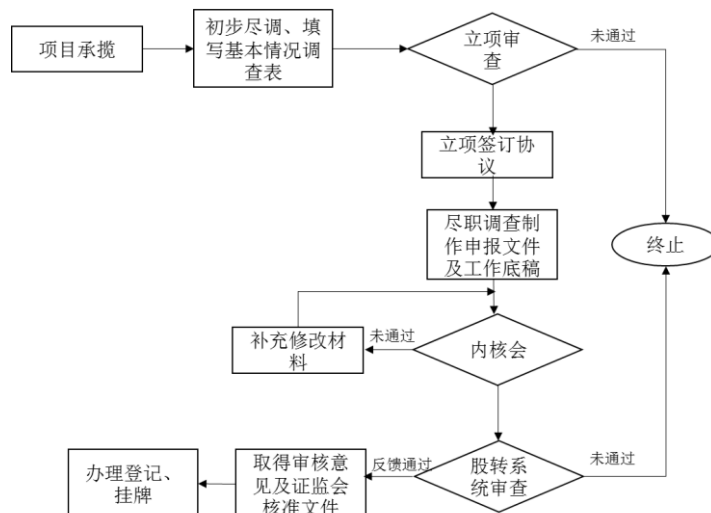 项目承揽
初步尽调、填
写基本情况调
查表
立项审
查
未通过
立项签订协
议
尽职调查制
作申报文件
及工作底稿
终止
补充修改材
料
未通过
内核会
办理登记、
挂牌
取得审核意
见及证监会
核准文件
反馈通过
股转系
统审查
未通过